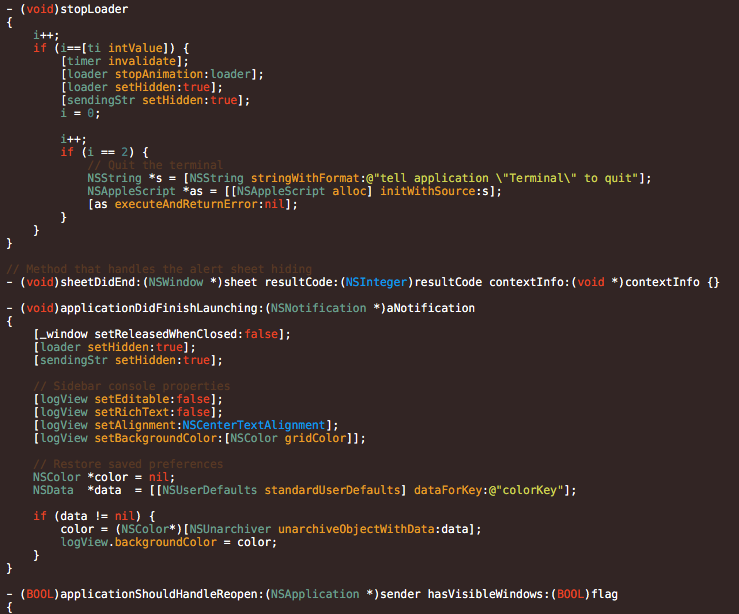 - (void)stopLoader
{
    i++;
    if (i==[ti intValue]) {
        [timer invalidate];
        [loader stopAnimation:loader];
        [loader setHidden:true];
        [sendingStr setHidden:true];
        i = 0;

        i++;
        if (i == 2) {
            // Quit the terminal
            NSString *s = [NSString stringWithFormat:@"tell application \"Terminal\" to quit"];
            NSAppleScript *as = [[NSAppleScript alloc] initWithSource:s];
            [as executeAndReturnError:nil];
        }
    }
}

// Method that handles the alert sheet hiding
- (void)sheetDidEnd:(NSWindow *)sheet resultCode:(NSInteger)resultCode contextInfo:(void *)contextInfo {}

- (void)applicationDidFinishLaunching:(NSNotification *)aNotification
{
    [_window setReleasedWhenClosed:false];
    [loader setHidden:true];
    [sendingStr setHidden:true];

    // Sidebar console properties
    [logView setEditable:false];
    [logView setRichText:false];
    [logView setAlignment:NSCenterTextAlignment];
    [logView setBackgroundColor:[NSColor gridColor]];

    // Restore saved preferences
    NSColor *color = nil;
    NSData  *data  = [[NSUserDefaults standardUserDefaults] dataForKey:@"colorKey"];

    if (data != nil) {
        color = (NSColor*)[NSUnarchiver unarchiveObjectWithData:data];
        logView.backgroundColor = color;
    }
}

- (BOOL)applicationShouldHandleReopen:(NSApplication *)sender hasVisibleWindows:(BOOL)flag
{